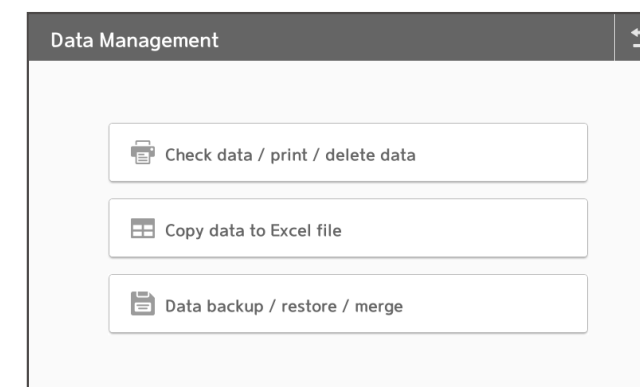 Data Management
Check data / print / delete data
Copy data to Excel file
Data backup / restore / merge